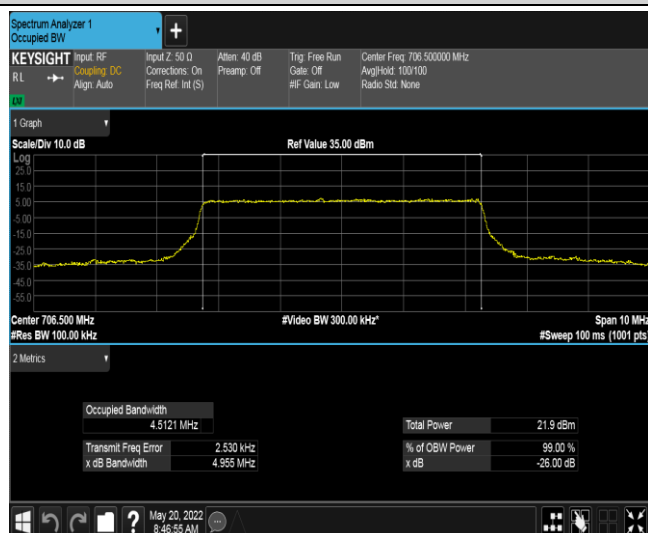 Spectrum Analyzer 1
Occupied BW
+
KEYSIGHT
RL
Input: RF
Coupling: DC
Align: Auto
Input Z: 50 Ω
Corrections: On
Freq Ref: Int (S)
Atten: 40 dB
Preamp: Off
Trig: Free Run
Gate: Off
#IF Gain: Low
Center Freq: 706.500000 MHz
Avg|Hold: 100/100
Radio Std: None
LXI
1 Graph
Scale/Div 10.0 dB
Ref Value 35.00 dBm
Log
25.0
15.0
5.00
-5.00
-15.0
-25.0
-35.0
-45.0
-55.0
Center 706.500 MHz
#Video BW 300.00 kHz*
Span 10 MHz
#Res BW 100.00 kHz
#Sweep 100 ms (1001 pts)
2 Metrics
Occupied Bandwidth
4.5121 MHz
Total Power 21.9 dBm
Transmit Freq Error 2.530 kHz
% of OBW Power 99.00 %
x dB Bandwidth 4.955 MHz
x dB -26.00 dB
?
May 20, 2022
8:46:55 AM